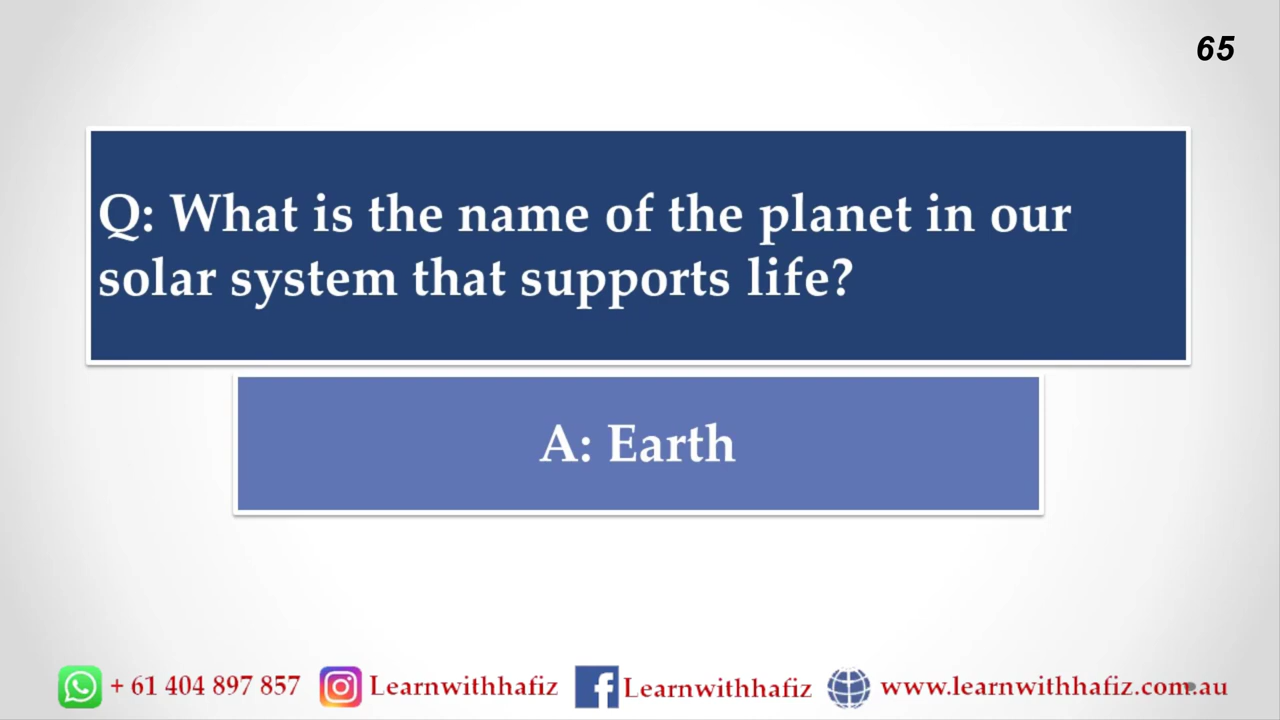 65
Q: What is the name of the planet in our
solar system that supports life?
A: Earth
+ 61 404 897 857 Learnwithhafiz Learnwithhafiz www.learnwithhafiz.com.au